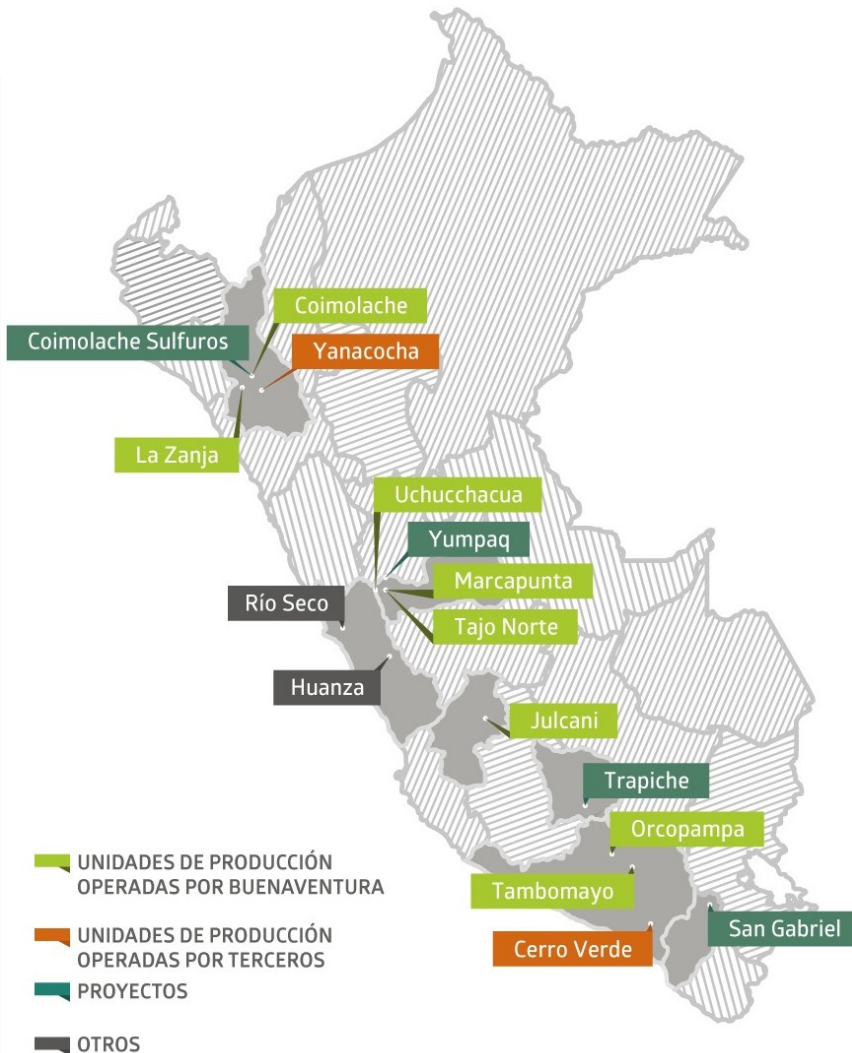 Coimolache
Coimolache Sulfuros
Yanacocha
La Zanja
Uchucchacua
Yumpaq
Marcapunta
Río Seco
Tajo Norte
Huanza
Julcani
Trapiche
Orcopampa
Tambomayo
San Gabriel
Cerro Verde
UNIDADES DE PRODUCCIÓN
OPERADAS POR BUENAVENTURA
UNIDADES DE PRODUCCIÓN
OPERADAS POR TERCEROS
PROYECTOS
OTROS